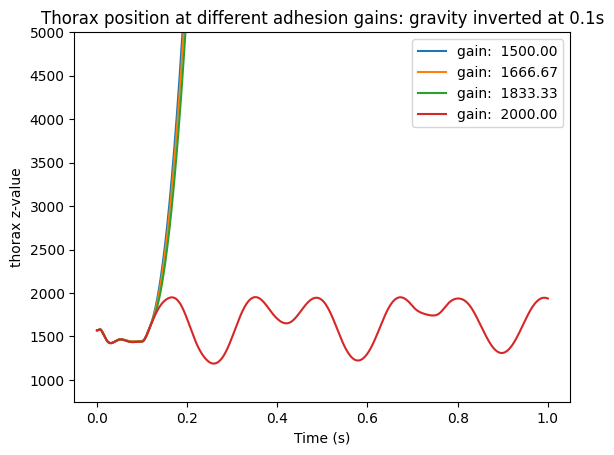 Thorax position at different adhesion gains: gravity inverted at 0.1s
5000
4500
4000
3500
3000
2500
2000
1500
1000
thorax z-value
gain:  1500.00
gain:  1666.67
gain:  1833.33
gain:  2000.00
0.0 0.2 0.4 0.6 0.8 1.0
Time (s)